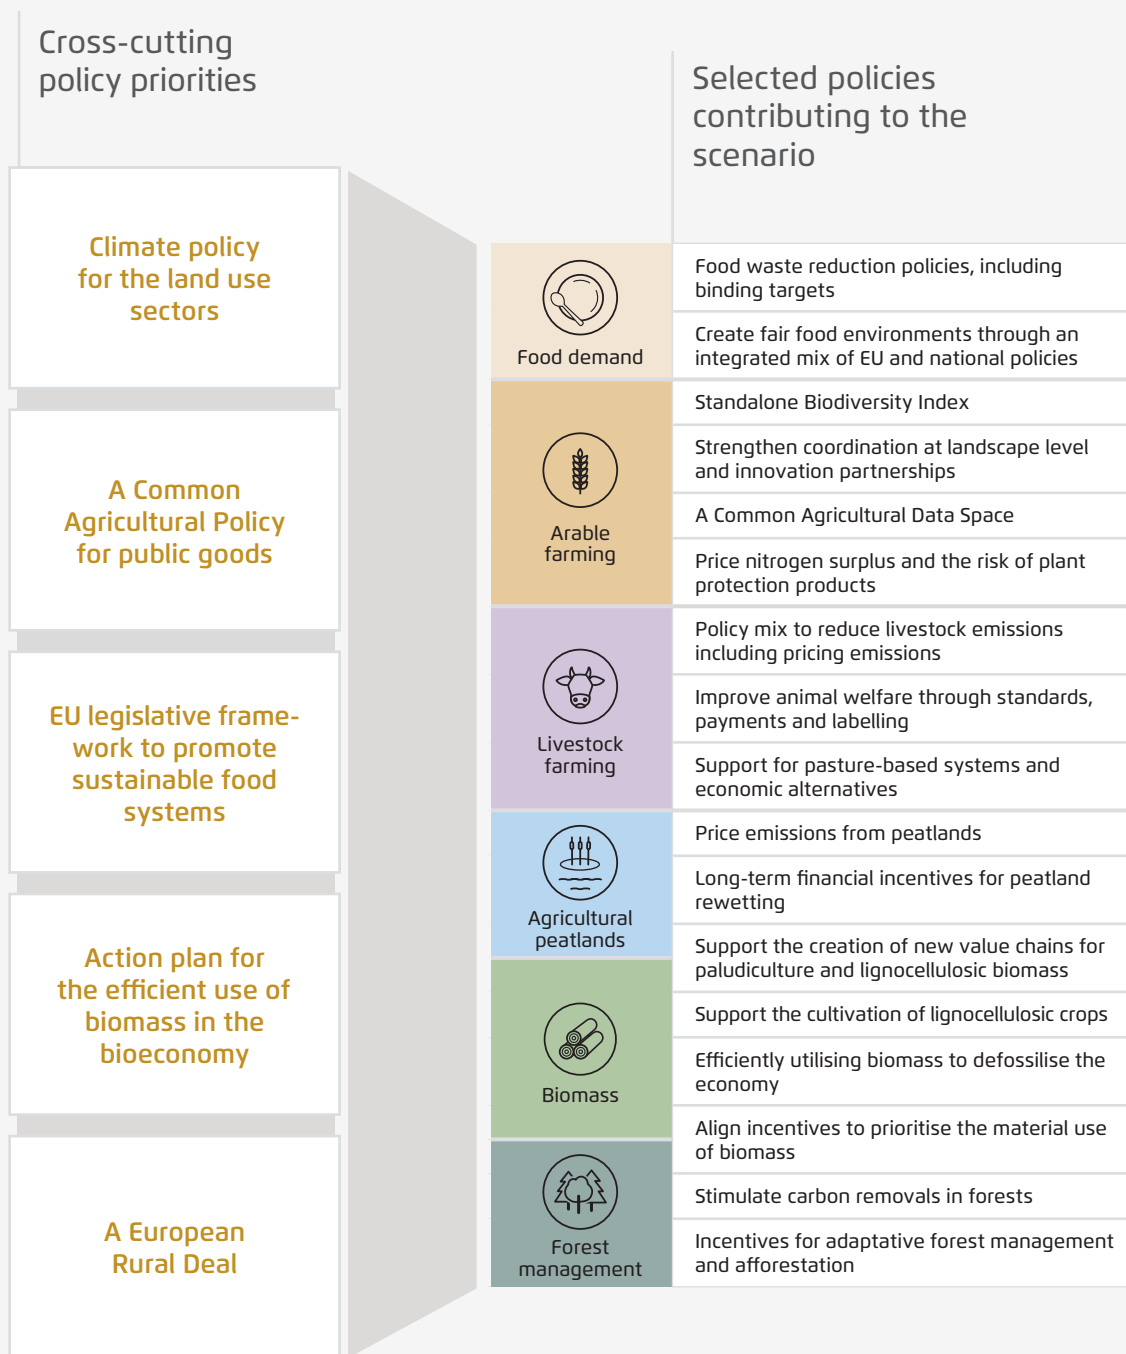 Cross-cutting
policy priorities
Climate policy
for the land use
sectors
A Common
Agricultural Policy
for public goods
EU legislative frame-
work to promote
sustainable food
systems
Action plan for
the efficient use of
biomass in the
bioeconomy
A European
Rural Deal
Selected policies
contributing to the
scenario
Food demand
Food waste reduction policies, including
binding targets
Create fair food environments through an
integrated mix of EU and national policies
Arable
farming
Standalone Biodiversity Index
Strengthen coordination at landscape level
and innovation partnerships
A Common Agricultural Data Space
Price nitrogen surplus and the risk of plant
protection products
Livestock
farming
Policy mix to reduce livestock emissions
including pricing emissions
Improve animal welfare through standards,
payments and labelling
Support for pasture-based systems and
economic alternatives
Agricultural
peatlands
Price emissions from peatlands
Long-term financial incentives for peatland
rewetting
Support the creation of new value chains for
paludiculture and lignocellulosic biomass
Biomass
Support the cultivation of lignocellulosic crops
Efficiently utilising biomass to defossilise the
economy
Align incentives to prioritise the material use
of biomass
Forest
management
Stimulate carbon removals in forests
Incentives for adaptative forest management
and afforestation